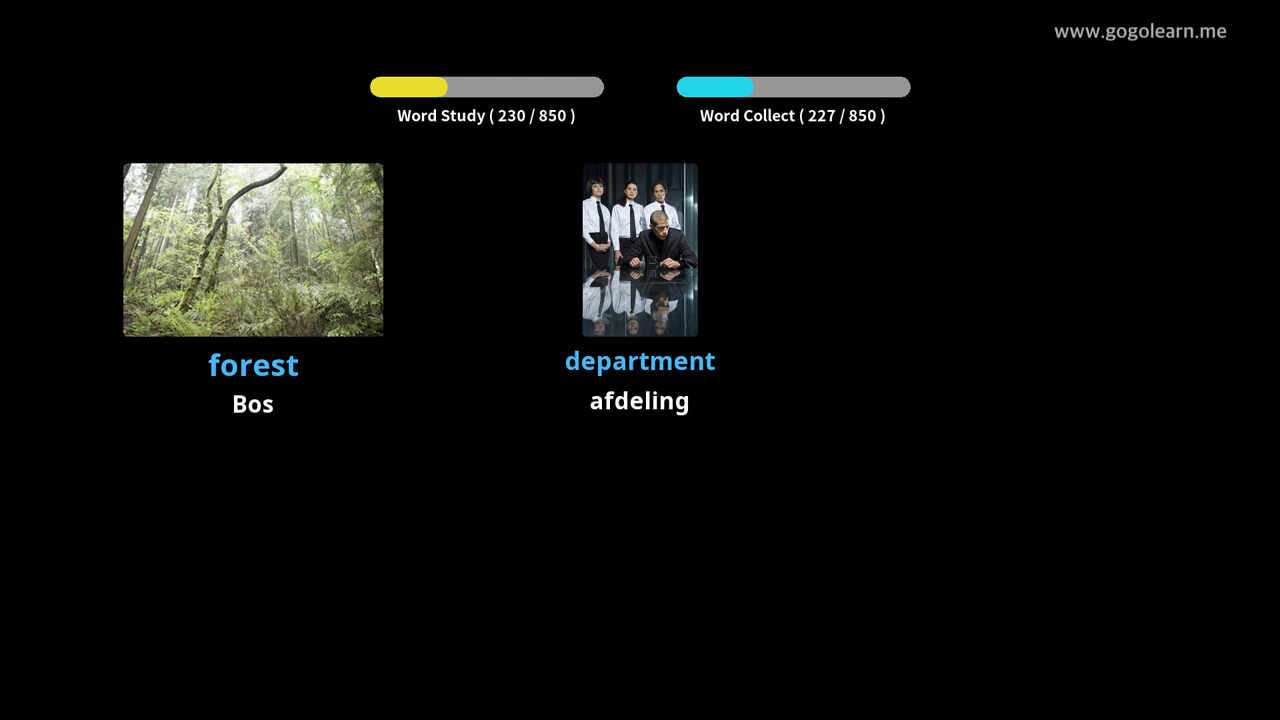 www.gogolearn.me
Word Study ( 230 / 850 )
Word Collect ( 227 / 850 )
forest
Bos
department
afdeling